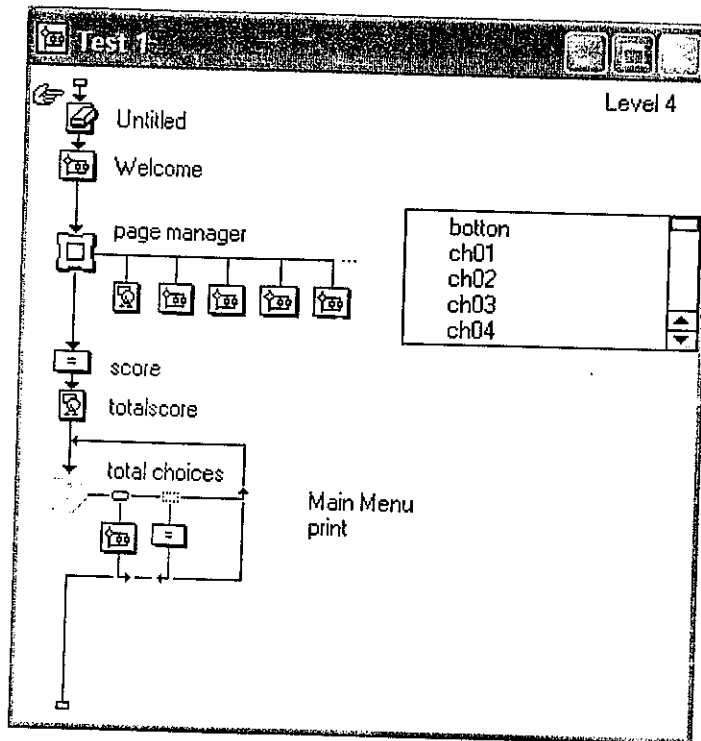 Test 1
Level 4
Untitled
Welcome
page manager
...
botton
ch01
ch02
ch03
ch04
=
score
totalscore
total choices
Main Menu
print
=